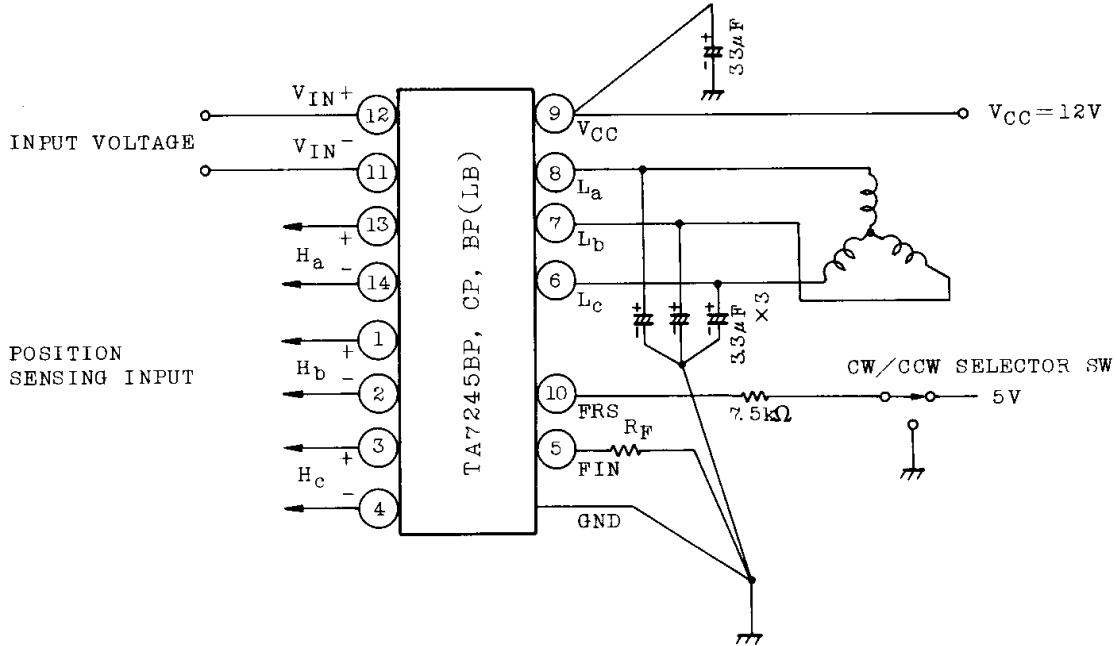 33μF
VIN+
12
9
VCC
VCC=12V
INPUT VOLTAGE
VIN-
11
8
La
TA7245BP, CP, BP(LB)
13
+
7
Lb
Ha
-
14
6
Lc
33μF
×3
1
+
POSITION
SENSING INPUT
Hb
-
2
CW/CCW SELECTOR SW
10
FRS
7.5kΩ
5V
3
+
5
FIN
RF
Hc
-
4
GND